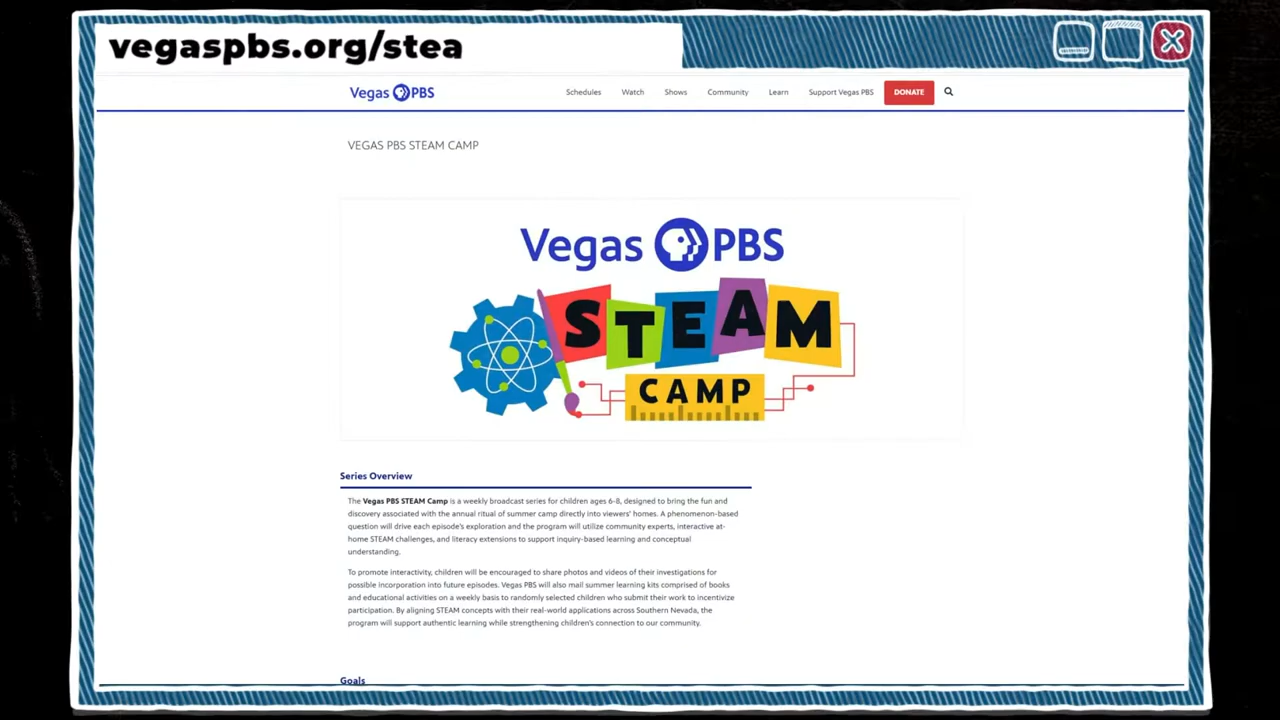 vegaspbs.org/stea
Vegas PBS
Schedules Watch Shows Community Learn Support Vegas PBS DONATE
VEGAS PBS STEAM CAMP
Vegas PBS
STEAM
CAMP
Series Overview
The Vegas PBS STEAM Camp is a weekly broadcast series for children ages 6-8, designed to bring the fun and
discovery associated with the annual ritual of summer camp directly into viewers' homes. A phenomenon-based
question will drive each episode's exploration and the program will utilize community experts, interactive at-
home STEAM challenges, and literacy extensions to support inquiry-based learning and conceptual
understanding.
To promote interactivity, children will be encouraged to share photos and videos of their investigations for
possible incorporation into future episodes. Vegas PBS will also mail summer learning kits comprised of books
and educational activities on a weekly basis to randomly selected children who submit their work to incentivize
participation. By aligning STEAM concepts with their real-world applications across Southern Nevada, the
program will support authentic learning while strengthening children's connection to our community.
Goals